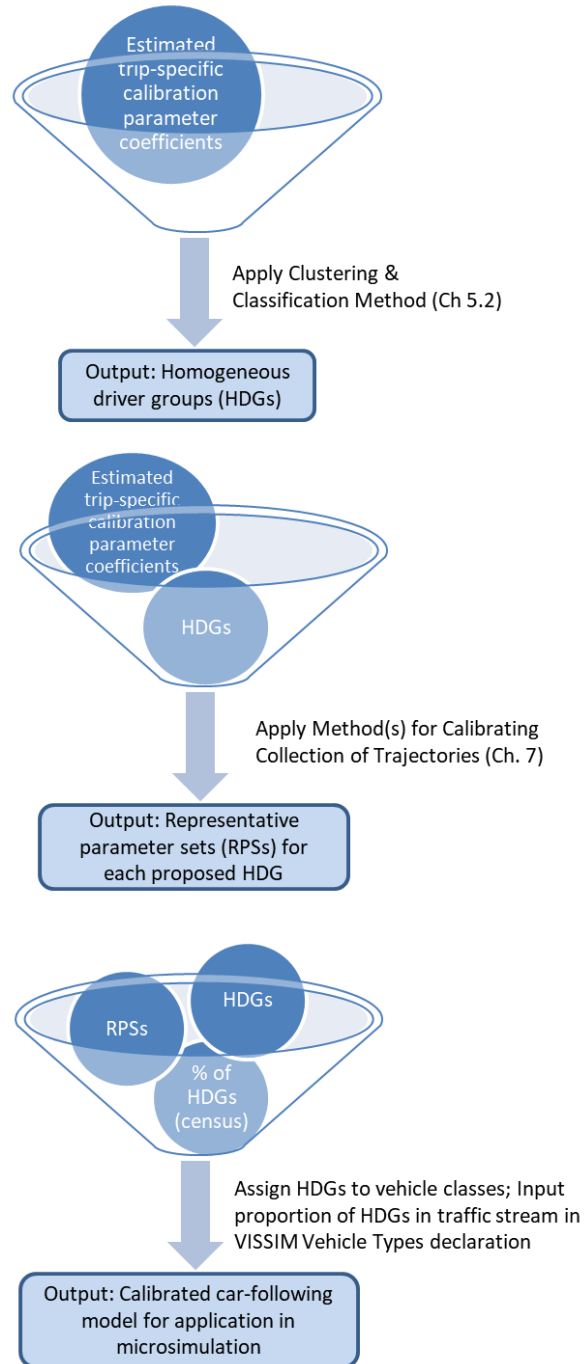 Estimated
trip-specific
calibration
parameter
coefficients
Apply Clustering &
Classification Method (Ch 5.2)
Output: Homogeneous
driver groups (HDGs)
Estimated
trip-specific
calibration
parameter
coefficients
HDGs
Apply Method(s) for Calibrating
Collection of Trajectories (Ch. 7)
Output: Representative
parameter sets (RPSs) for
each proposed HDG
HDGs
RPSs
% of
HDGs
(census)
Assign HDGs to vehicle classes; Input
proportion of HDGs in traffic stream in
VISSIM Vehicle Types declaration
Output: Calibrated car-following
model for application in
microsimulation